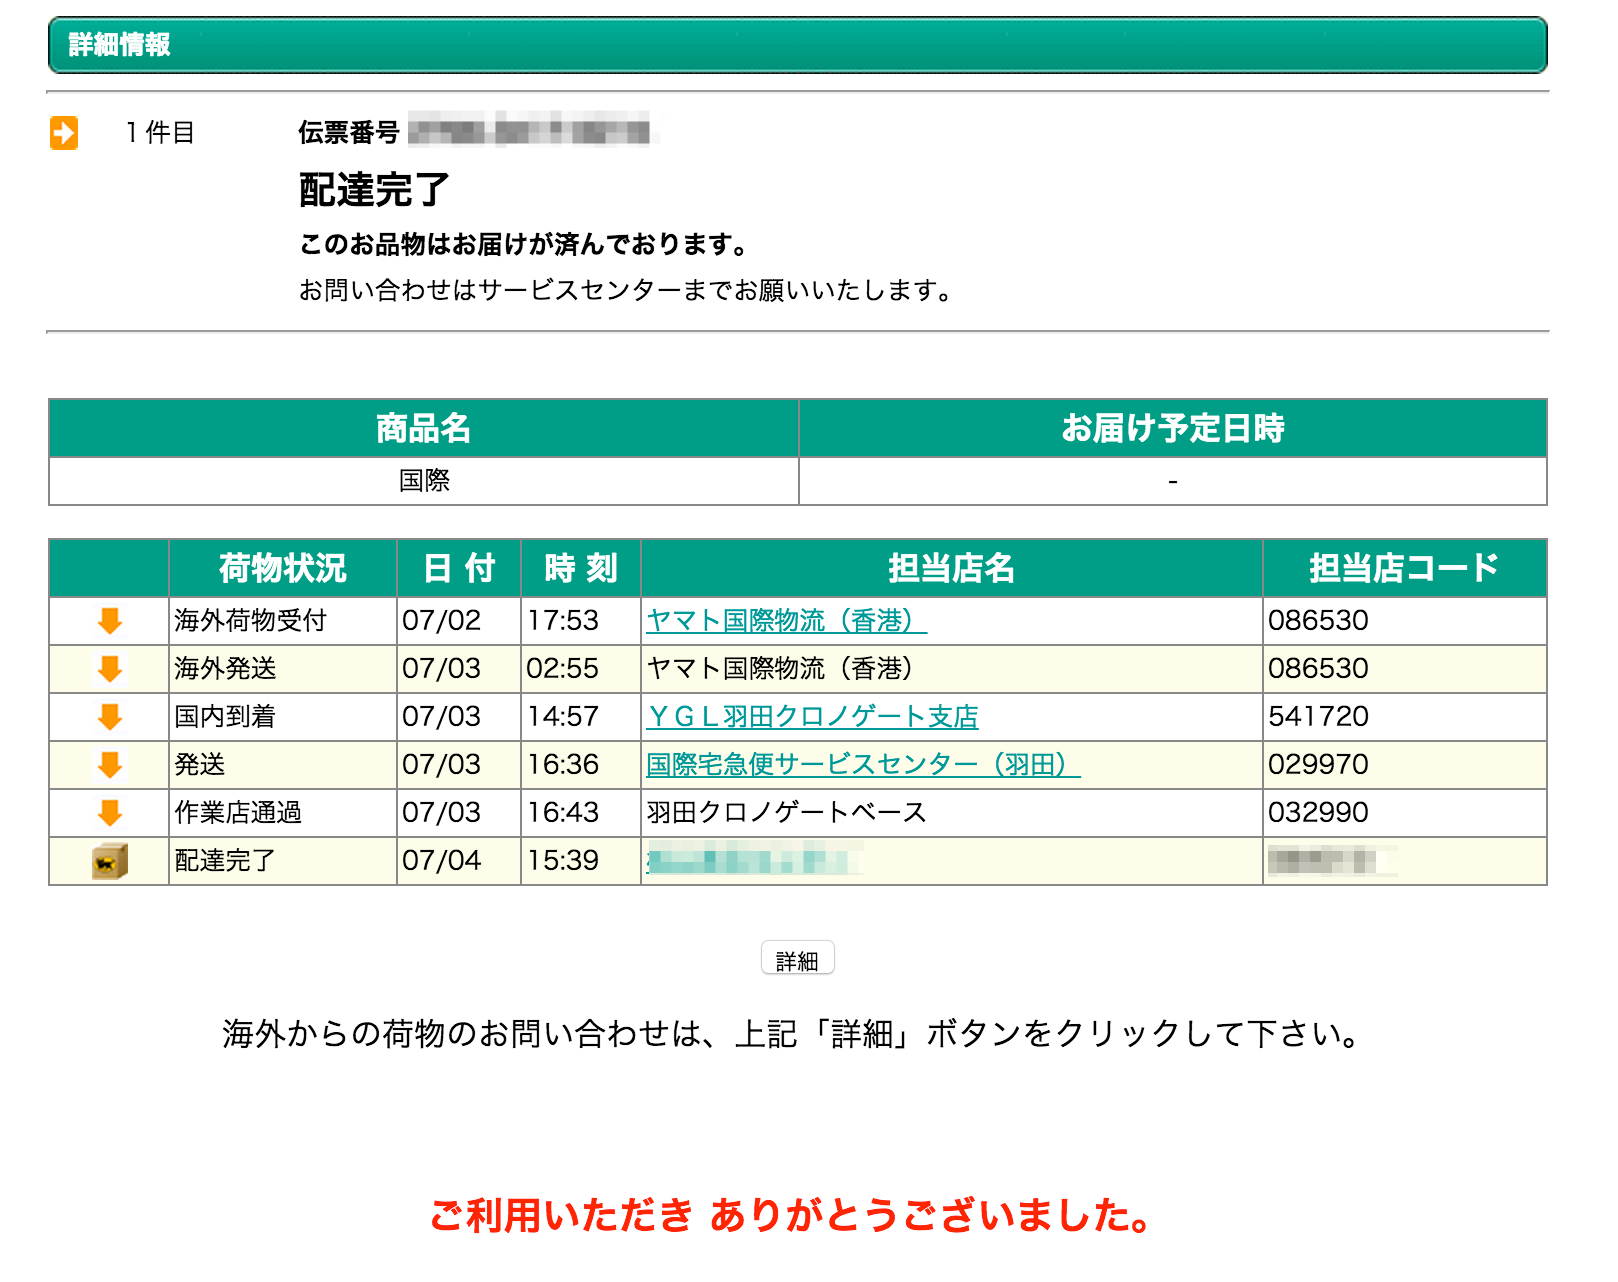 詳細情報
1 件目 伝票番号
配達完了
このお品物はお届けが済んでおります。
お問い合わせはサービスセンターまでお願いいたします。
商品名 お届け予定日時
国際 -
荷物状況 日 付 時 刻 担当店名 担当店コード
海外荷物受付 07/02 17:53 ヤマト国際物流（香港） 086530
海外発送 07/03 02:55 ヤマト国際物流（香港） 086530
国内到着 07/03 14:57 ＹＧＬ羽田クロノゲート支店 541720
発送 07/03 16:36 国際宅急便サービスセンター（羽田） 029970
作業店通過 07/03 16:43 羽田クロノゲートベース 032990
配達完了 07/04 15:39
詳細
海外からの荷物のお問い合わせは、上記「詳細」ボタンをクリックして下さい。
ご利用いただき ありがとうございました。